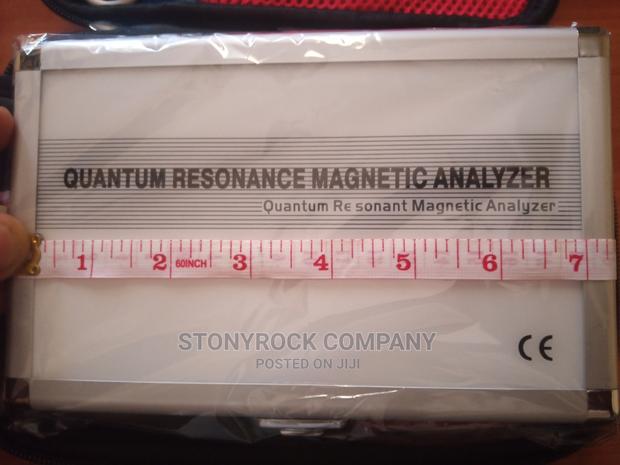 QUANTUM RESONANCE MAGNETIC ANALYZER
Quantum Resonant Magnetic Analyzer
1 2 60INCH 3 4 5 6 7
STONYROCK COMPANY
POSTED ON JIJI
CE